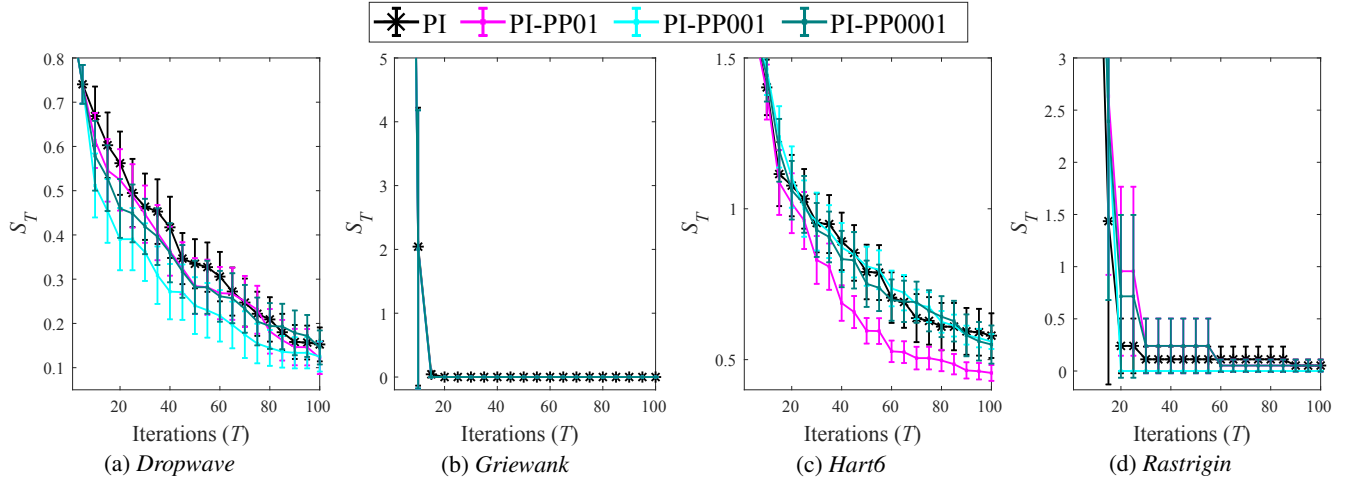 PI PI-PP01 PI-PP001 PI-PP0001
0.8
0.7
0.6
0.5
0.4
0.3
0.2
0.1
S_T
20 40 60 80 100
Iterations (T)
(a) Dropwave
5
4
3
2
1
0
S_T
20 40 60 80 100
Iterations (T)
(b) Griewank
1.5
1
0.5
S_T
20 40 60 80 100
Iterations (T)
(c) Hart6
3
2.5
2
1.5
1
0.5
0
S_T
20 40 60 80 100
Iterations (T)
(d) Rastrigin